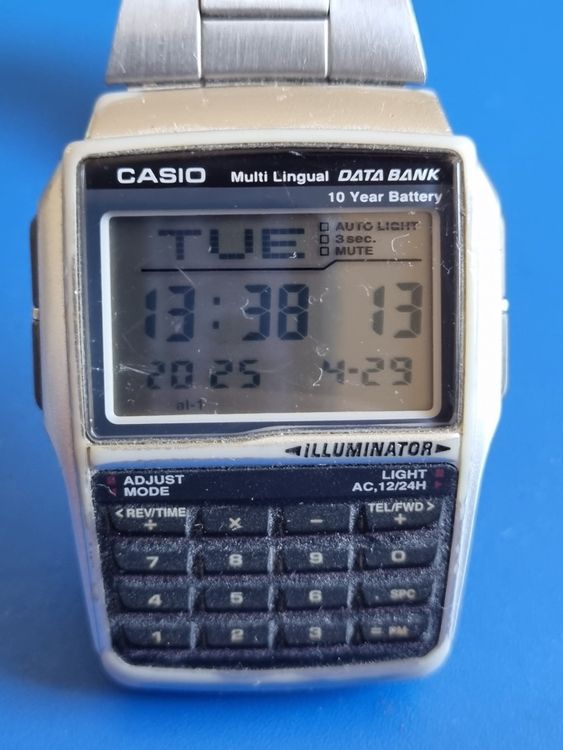 CASIO Multi Lingual DATA BANK
10 Year Battery
TUE
AUTO LIGHT
3 sec.
MUTE
13:38 13
2025 4-29
al-1
ILLUMINATOR
ADJUST LIGHT
MODE AC,12/24H
<REV/TIME TEL/FWD>
÷ × − +
7 8 9 0
4 5 6 . SPC
1 2 3 = PM